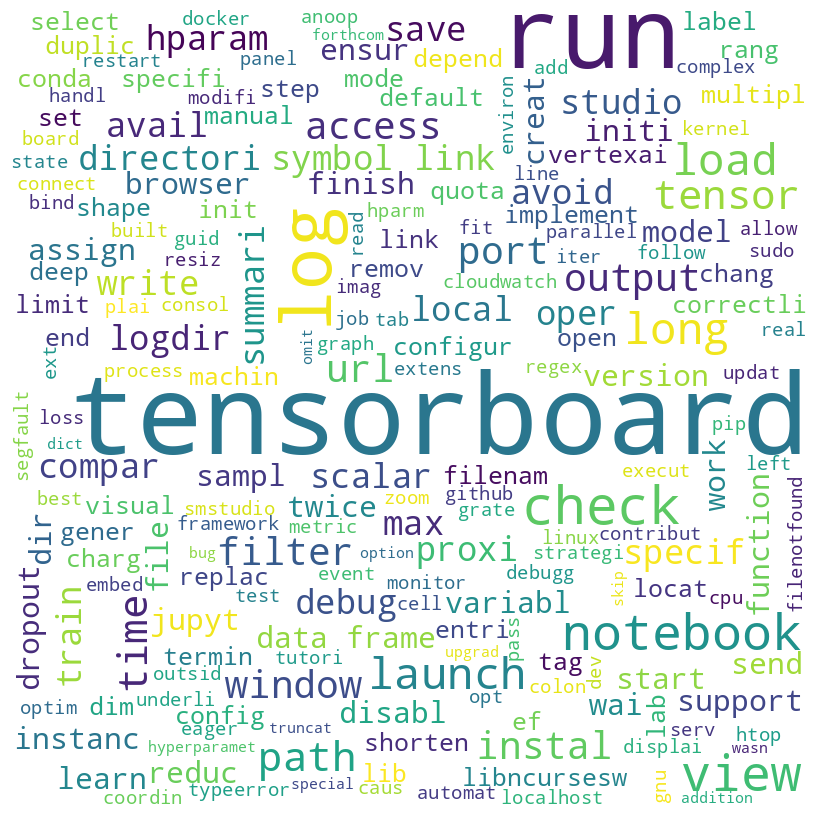 select docker anoop save run label
duplic hparam forthcom ensur depend rang
restart panel add complex
conda specifi mode step default environ creat studio multipl
handl modifi
set avail manual access initi kernel
board directori symbol link vertexai load
state browser finish quota line avoid tensor
connect
bind shape init log hparm implement parallel model allow
built guid read link fit port iter follow sudo
assign summari resiz remov output chang
deep write imag cloudwatch
limit plai consol job tab local oper long correctli
end logdir omit graph configur open real
ext process machin url extens regex version updat
tensorboard
segfault loss dict pip left
compar sampl scalar filenam check work execut
best visual smstudio twice zoom github grate
dir gener file framework metric max linux contribut function filenotfound
charg bug filter option proxi strategi specif
embed replac event monitor debugg skip locat cpu
dropout train time test debug cell variabl
jupyt data frame entri pass notebook
termin tutori upgrad tag
outsid window launch colon dev start send
optim dim underli config disabl opt wai lab support
instanc eager truncat shorten ef instal serv htop
hyperparamet path displai wasn
learn reduc lib libncursesw view
coordin typeerror special caus automat localhost gnu addition